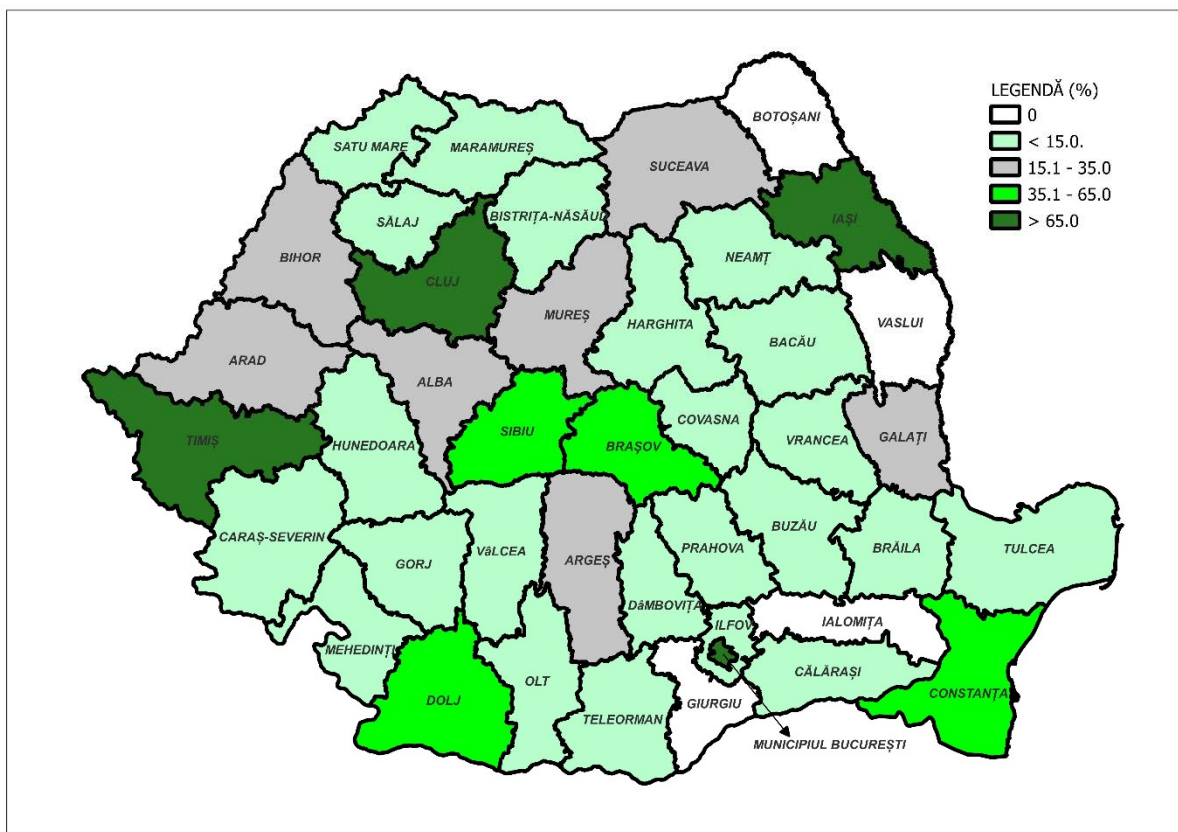 LEGENDĂ (%)
0
< 15.0.
15.1 - 35.0
35.1 - 65.0
> 65.0
BOTOȘANI
SATU MARE
MARAMUREȘ
SUCEAVA
SĂLAJ
BISTRIȚA-NĂSĂUD
IAȘI
BIHOR
CLUJ
NEAMȚ
MUREȘ
HARGHITA
VASLUI
BACĂU
ARAD
ALBA
TIMIȘ
HUNEDOARA
SIBIU
BRAȘOV
COVASNA
VRANCEA
GALAȚI
CARAȘ-SEVERIN
GORJ
VâLCEA
ARGEȘ
PRAHOVA
BUZĂU
BRĂILA
TULCEA
DâMBOVIȚA
ILFOV
IALOMIȚA
MEHEDINȚI
OLT
CĂLĂRAȘI
DOLJ
TELEORMAN
GIURGIU
CONSTANȚA
MUNICIPIUL BUCUREȘTI